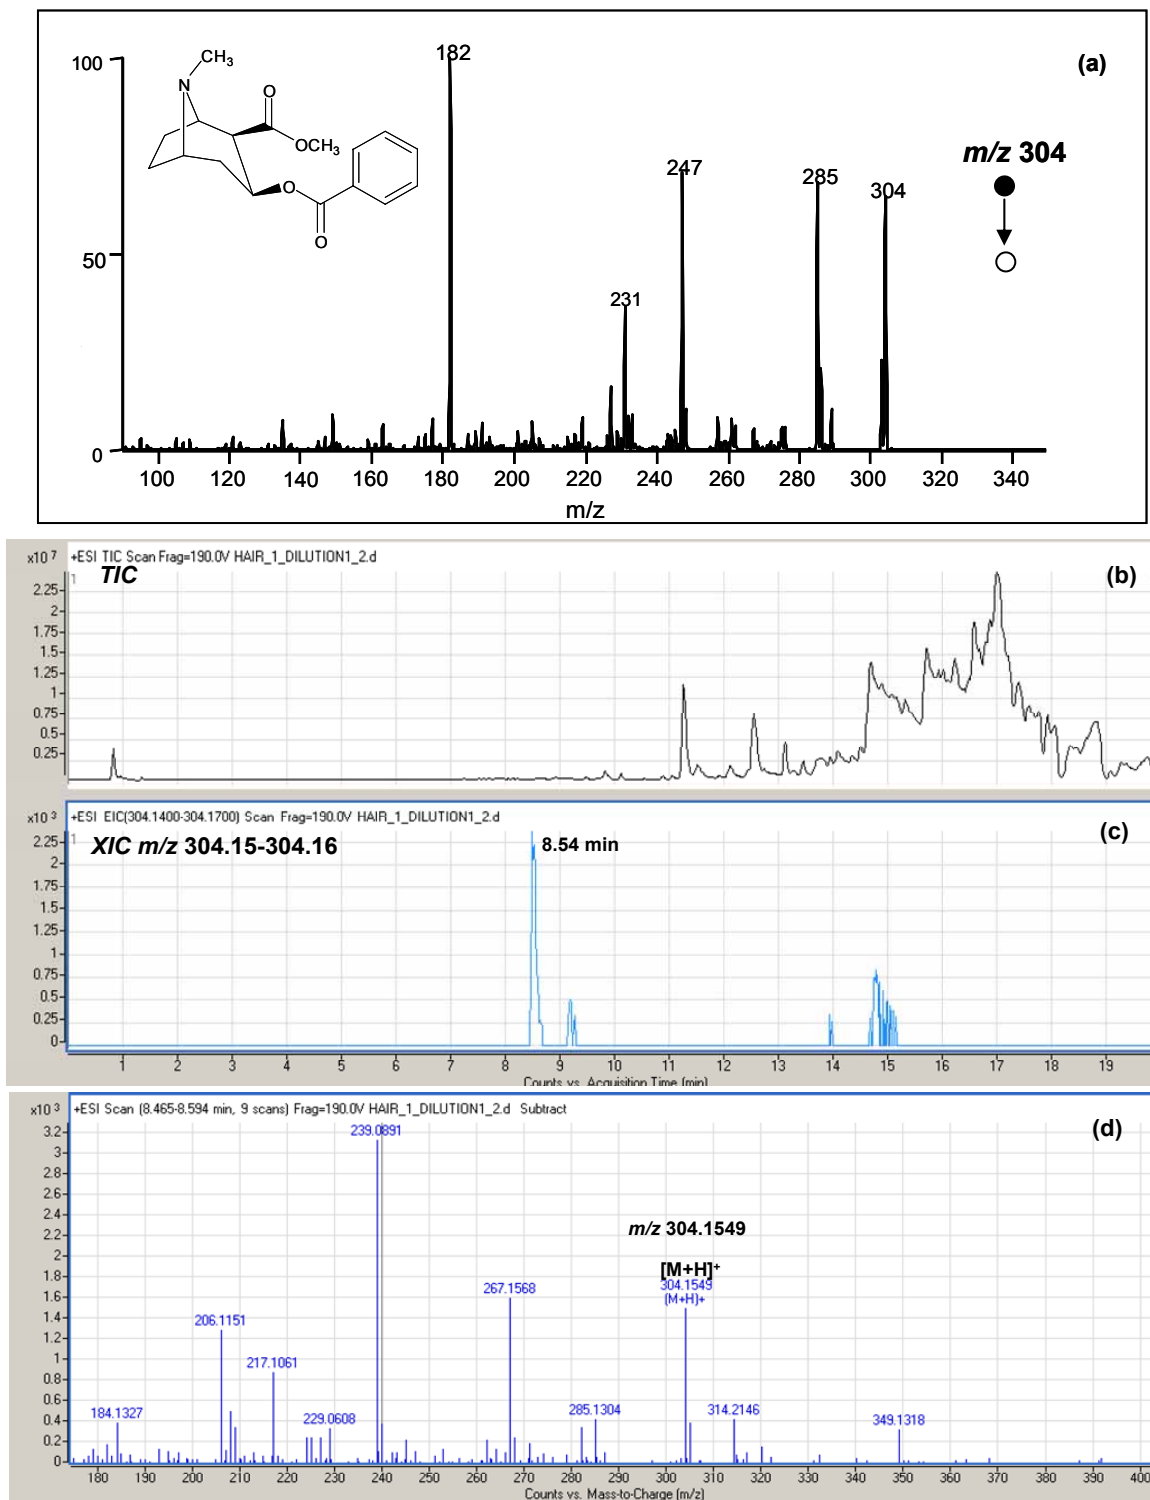 (a)
182
100
CH3
N
O
OCH3
O
O
247
285
304
m/z 304
50
231
0
100 120 140 160 180 200 220 240 260 280 300 320 340
m/z
x10 7 +ESI TIC Scan Frag=190.0V HAIR_1_DILUTION1_2.d
1 TIC (b)
2.25
2
1.75
1.5
1.25
1
0.75
0.5
0.25
x10 3 +ESI EIC(304.1400-304.1700) Scan Frag=190.0V HAIR_1_DILUTION1_2.d
1 XIC m/z 304.15-304.16 8.54 min (c)
2.25
2
1.75
1.5
1.25
1
0.75
0.5
0.25
0
1 2 3 4 5 6 7 8 9 10 11 12 13 14 15 16 17 18 19
Counts vs. Acquisition Time (min)
x10 3 +ESI Scan (8.465-8.594 min, 9 scans) Frag=190.0V HAIR_1_DILUTION1_2.d Subtract
(d)
239.0891
3.2
3
2.8
2.6
2.4
2.2
2
1.8
1.6
1.4
1.2
1
0.8
0.6
0.4
0.2
0
m/z 304.1549
[M+H]+
304.1549
(M+H)+
267.1568
206.1151
217.1061
184.1327
229.0608
285.1304
314.2146
349.1318
180 190 200 210 220 230 240 250 260 270 280 290 300 310 320 330 340 350 360 370 380 390 400
Counts vs. Mass-to-Charge (m/z)